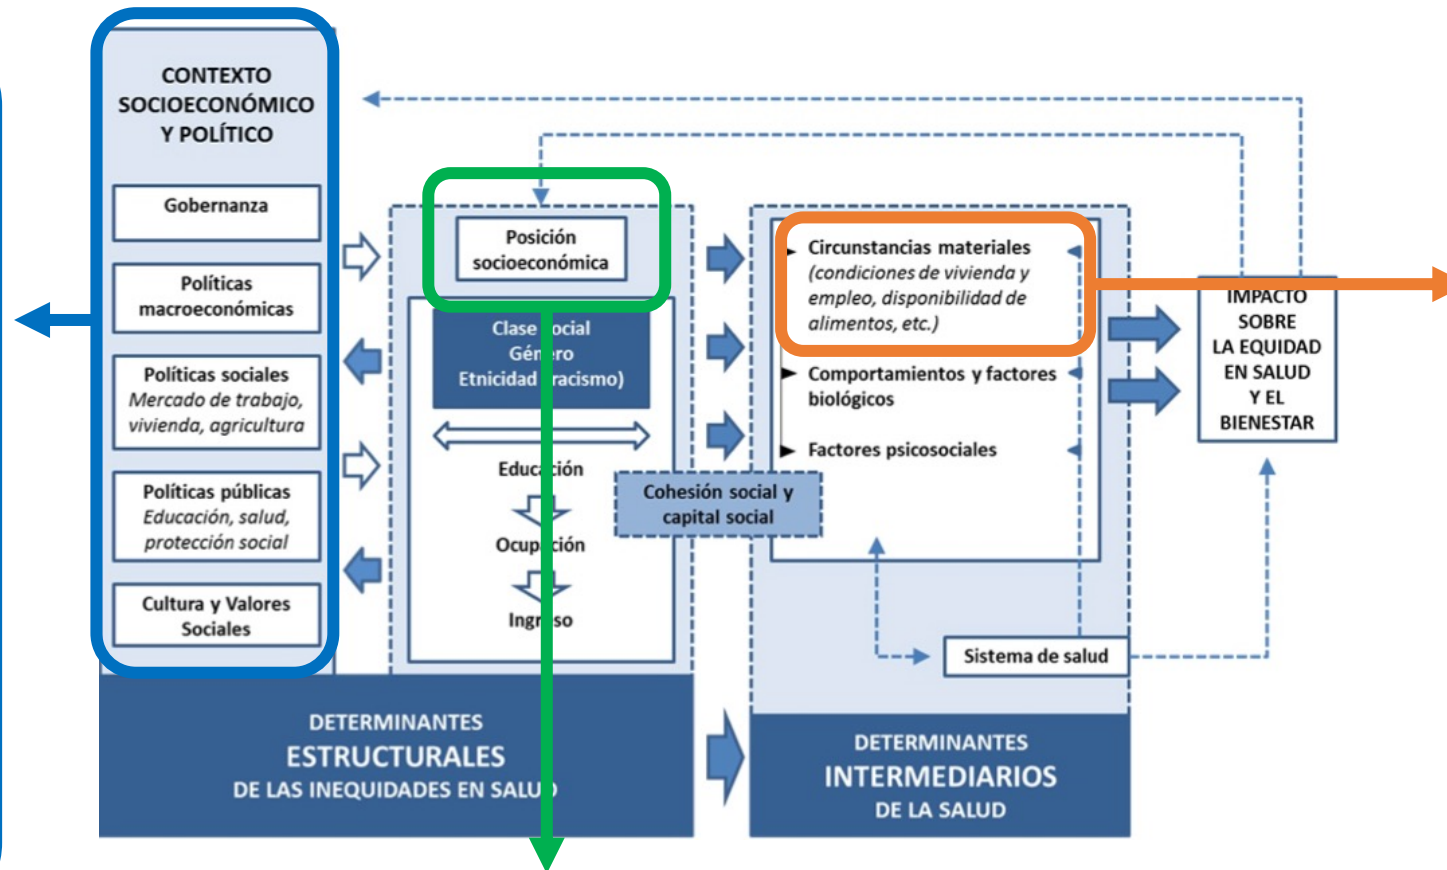 CONTEXTO
SOCIOECONÓMICO
Y POLÍTICO
Gobernanza
Políticas
macroeconómicas
Políticas sociales
Mercado de trabajo,
vivienda, agricultura
Políticas públicas
Educación, salud,
protección social
Cultura y Valores
Sociales
Posición
socioeconómica
Clase social
Género
Etnicidad (racismo)
Educación
Ocupación
Ingreso
Cohesión social y
capital social
Circunstancias materiales
(condiciones de vivienda y
empleo, disponibilidad de
alimentos, etc.)
Comportamientos y factores
biológicos
Factores psicosociales
Sistema de salud
IMPACTO
SOBRE
LA EQUIDAD
EN SALUD
Y EL
BIENESTAR
DETERMINANTES
ESTRUCTURALES
DE LAS INEQUIDADES EN SALUD
DETERMINANTES
INTERMEDIARIOS
DE LA SALUD